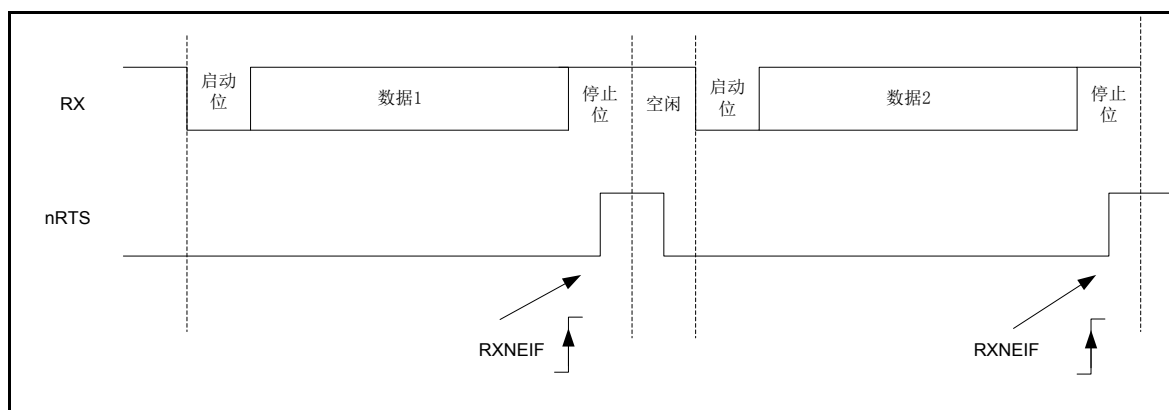 RX
启动
位
数据1
停止
位
空闲
启动
位
数据2
停止
位
nRTS
RXNEIF
RXNEIF